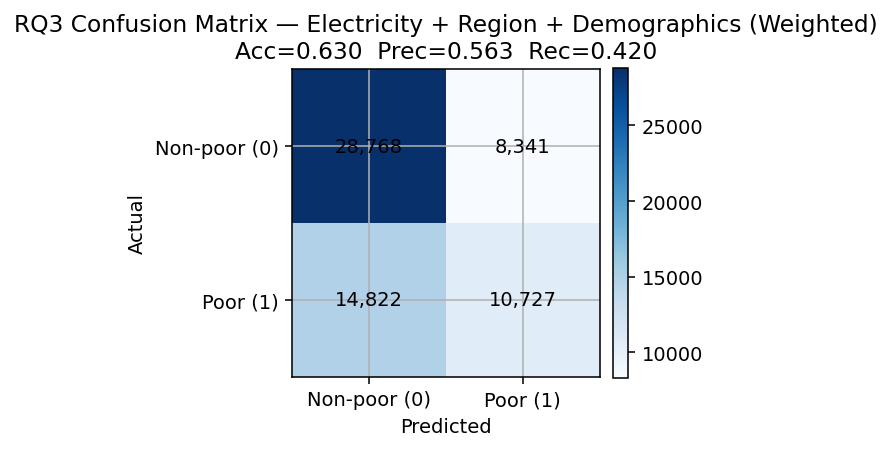 RQ3 Confusion Matrix — Electricity + Region + Demographics (Weighted)
Acc=0.630  Prec=0.563  Rec=0.420
Actual
Non-poor (0)
28,768
8,341
Poor (1)
14,822
10,727
Non-poor (0)
Poor (1)
Predicted
25000
20000
15000
10000